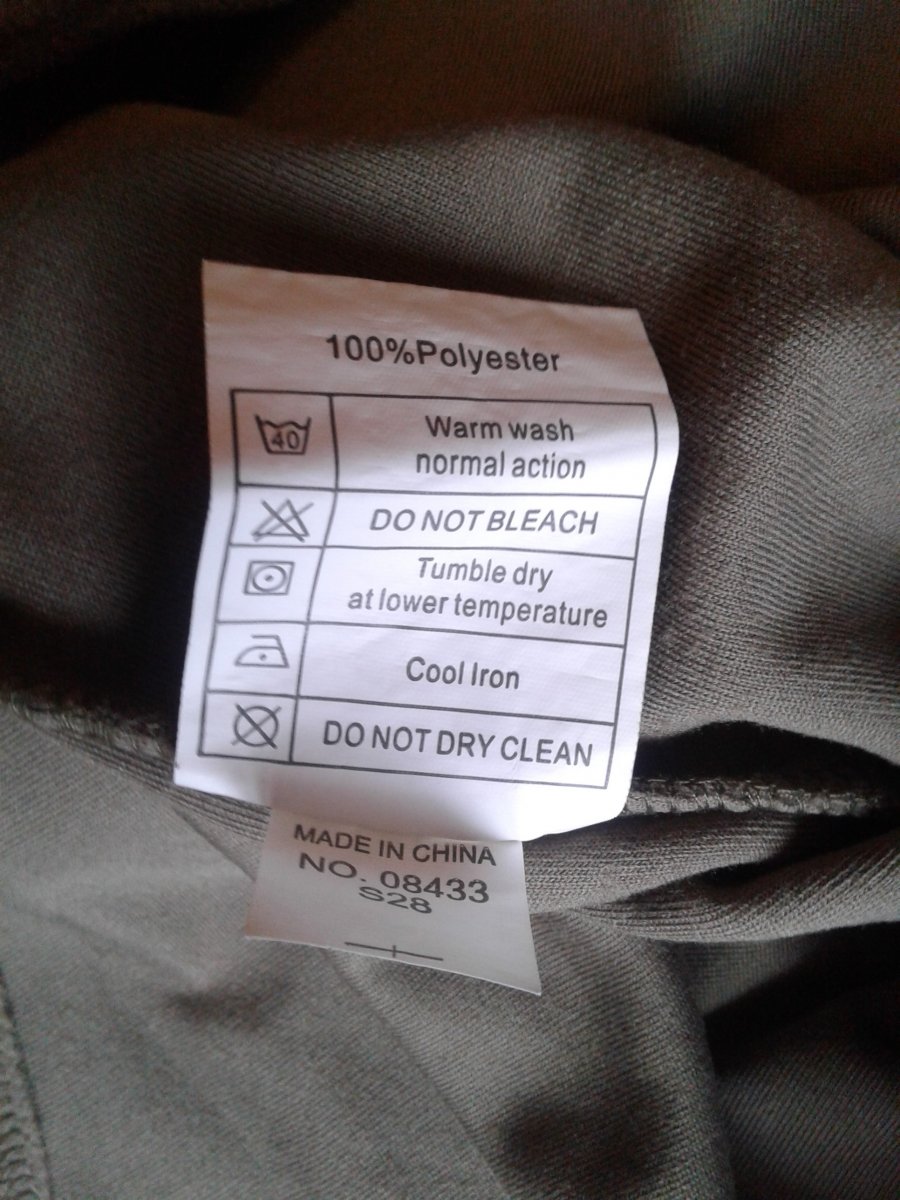 100%Polyester
40
Warm wash
normal action
DO NOT BLEACH
Tumble dry
at lower temperature
Cool Iron
DO NOT DRY CLEAN
MADE IN CHINA
NO. 08433
S28